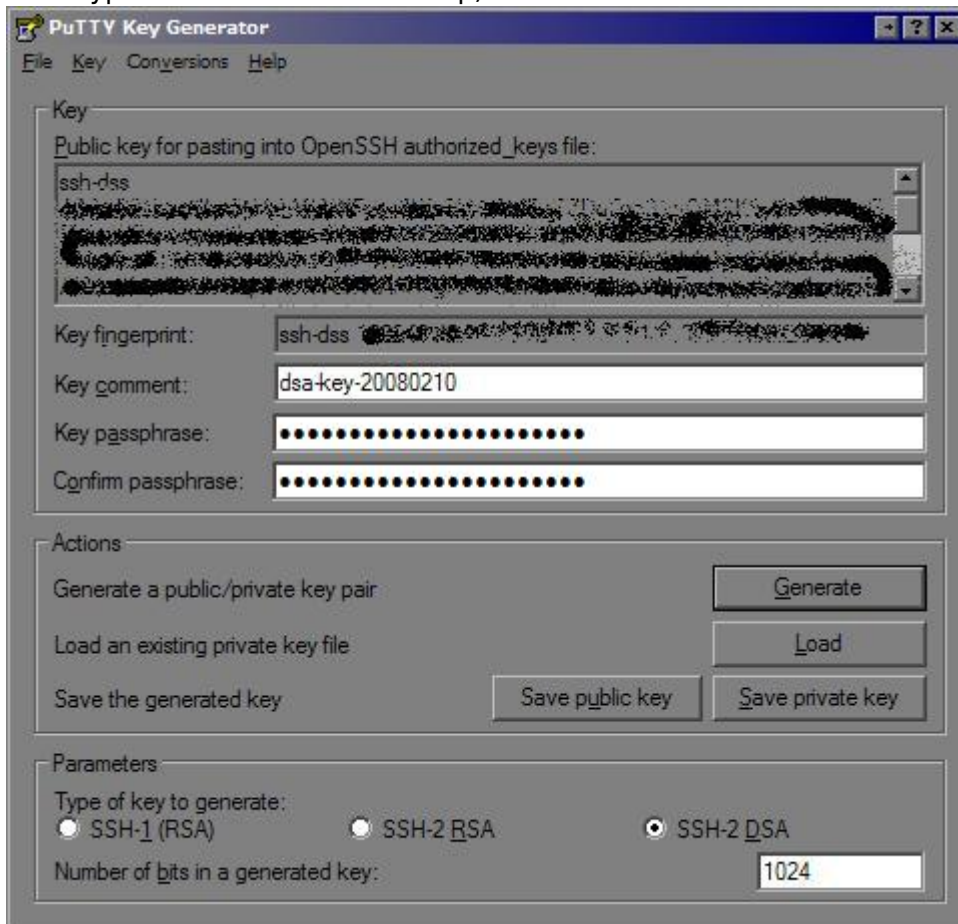 PuTTY Key Generator
File Key Conversions Help
Key
Public key for pasting into OpenSSH authorized_keys file:
ssh-dss
Key fingerprint: ssh-dss
Key comment: dsa-key-20080210
Key passphrase: ••••••••••••••••••••••
Confirm passphrase: ••••••••••••••••••••••
Actions
Generate a public/private key pair Generate
Load an existing private key file Load
Save the generated key Save public key Save private key
Parameters
Type of key to generate:
SSH-1 (RSA) SSH-2 RSA SSH-2 DSA
Number of bits in a generated key: 1024